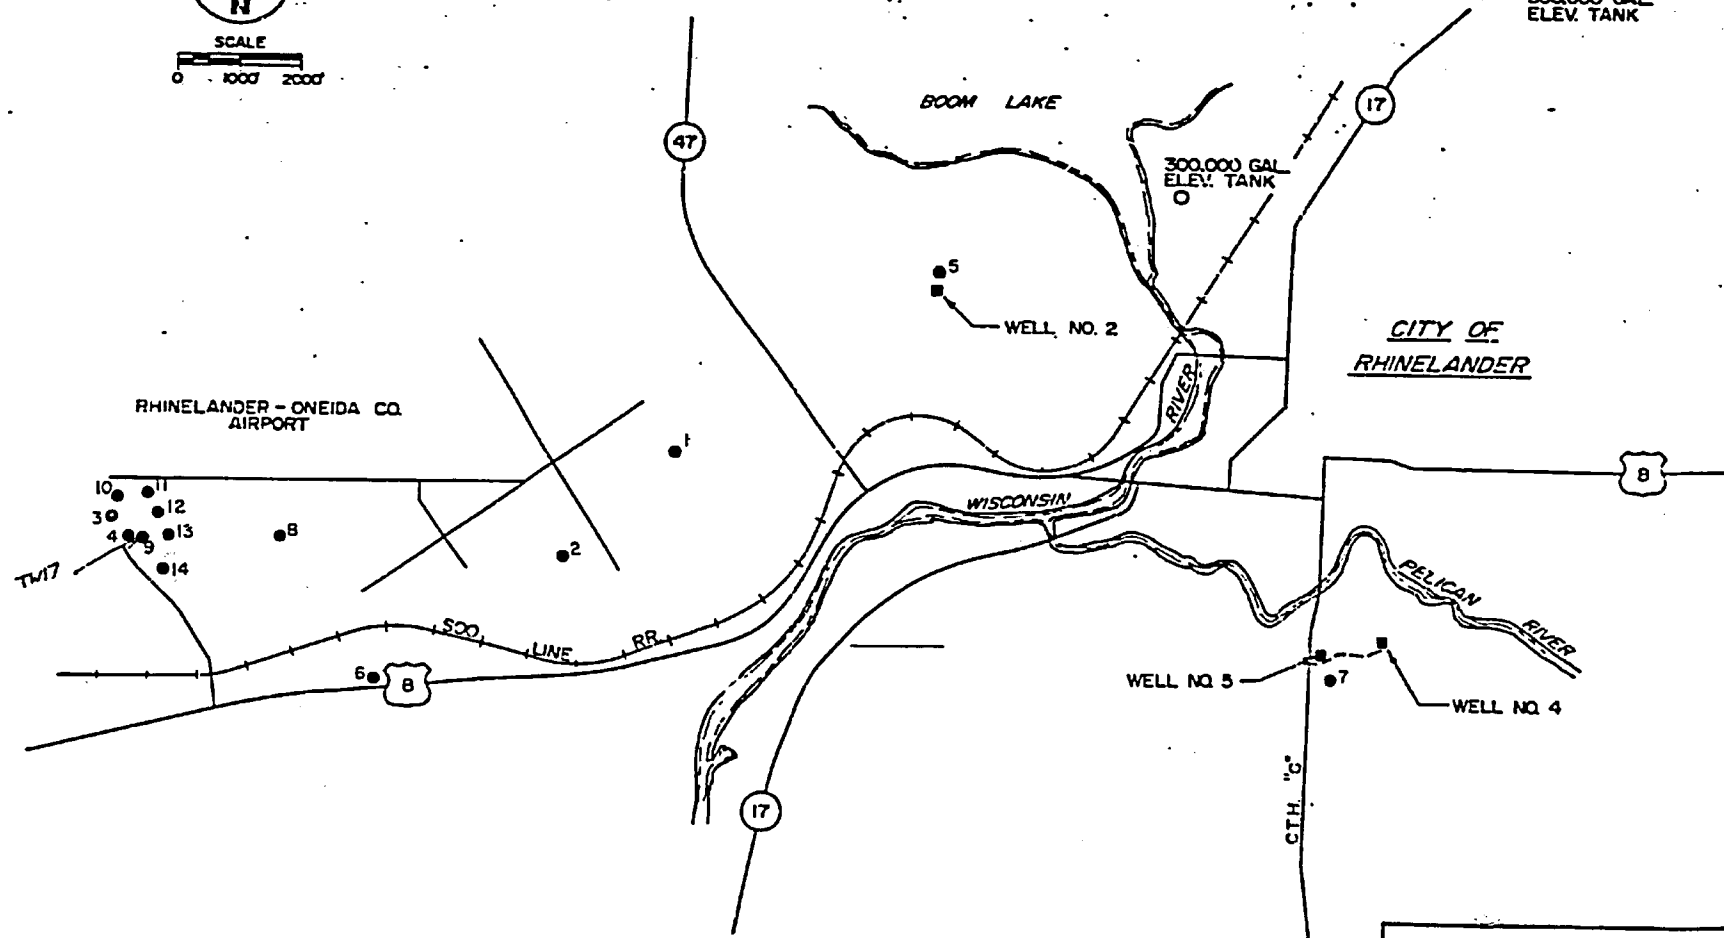 N
SCALE
0 1000' 2000'
ELEV. TANK
BOOM LAKE
17
47
300,000 GAL.
ELEV. TANK
5
WELL NO. 2
CITY OF
RHINELANDER
RIVER
RHINELANDER - ONEIDA CO.
AIRPORT
1
8
10
11
3
12
4
9
13
8
2
14
TW17
WISCONSIN
PELICAN
RIVER
SOO LINE RR.
6
8
WELL NO. 5
7
WELL NO. 4
C.T.H. "C"
17